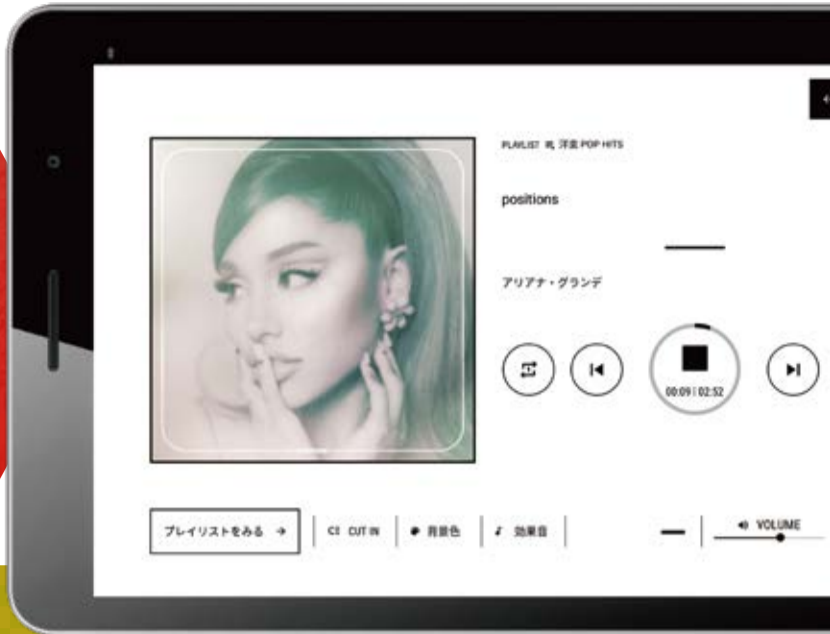 PLAYLIST 洋楽 POP HITS
positions
アリアナ・グランデ
00:09 | 02:52
プレイリストをみる →
CUT IN
背景色
効果音
VOLUME